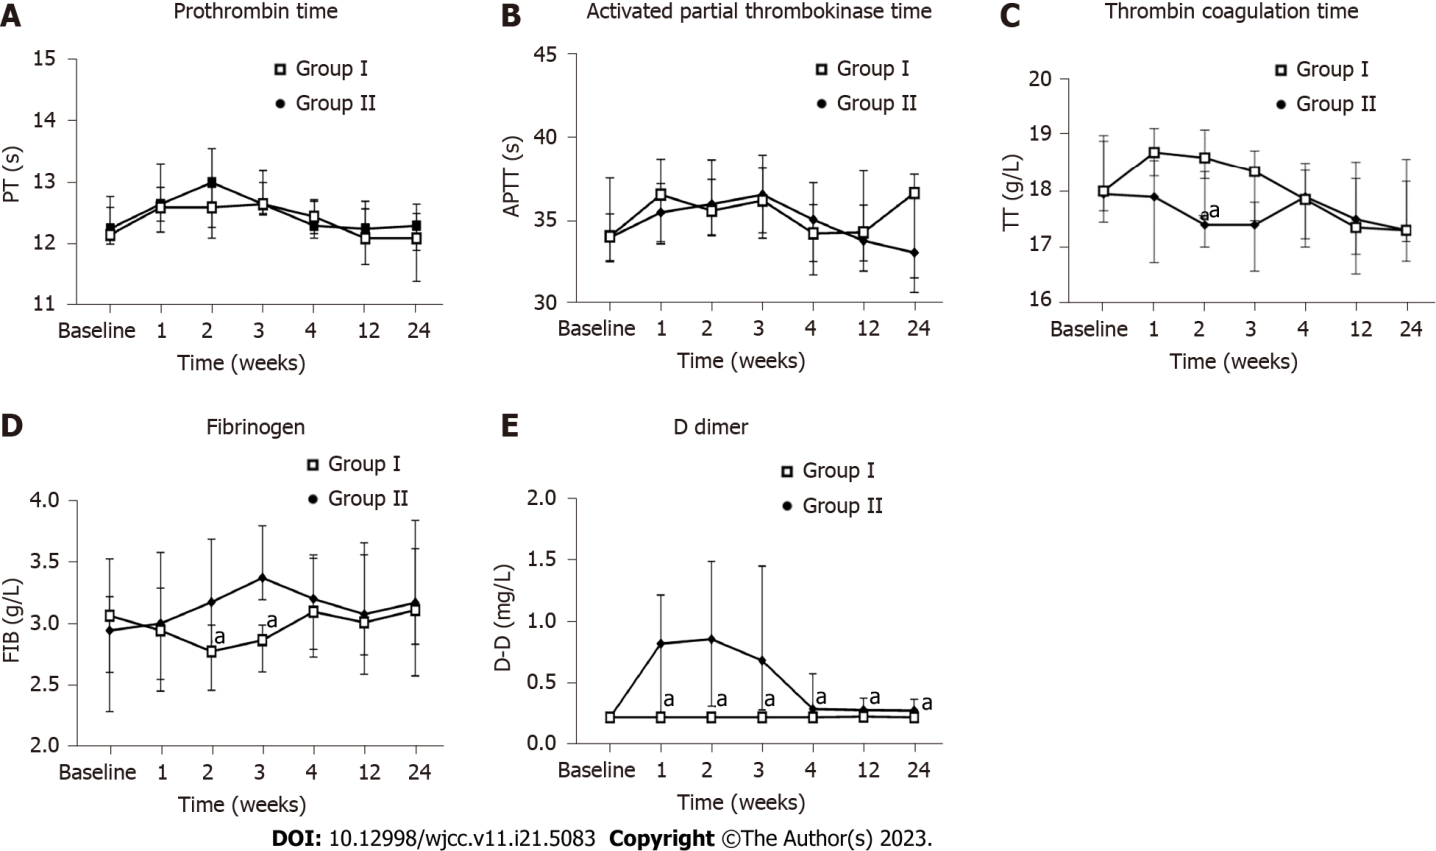 A Prothrombin time
Group I
Group II
15
14
13
12
11
PT (s)
Baseline 1 2 3 4 12 24
Time (weeks)
B Activated partial thrombokinase time
Group I
Group II
45
40
35
30
APTT (s)
Baseline 1 2 3 4 12 24
Time (weeks)
C Thrombin coagulation time
Group I
Group II
20
19
18
17
16
TT (g/L)
a a
Baseline 1 2 3 4 12 24
Time (weeks)
D Fibrinogen
Group I
Group II
4.0
3.5
3.0
2.5
2.0
FIB (g/L)
a a
Baseline 1 2 3 4 12 24
Time (weeks)
E D dimer
Group I
Group II
2.0
1.5
1.0
0.5
0.0
D-D (mg/L)
a a a a a a
Baseline 1 2 3 4 12 24
Time (weeks)
DOI: 10.12998/wjcc.v11.i21.5083 Copyright ©The Author(s) 2023.